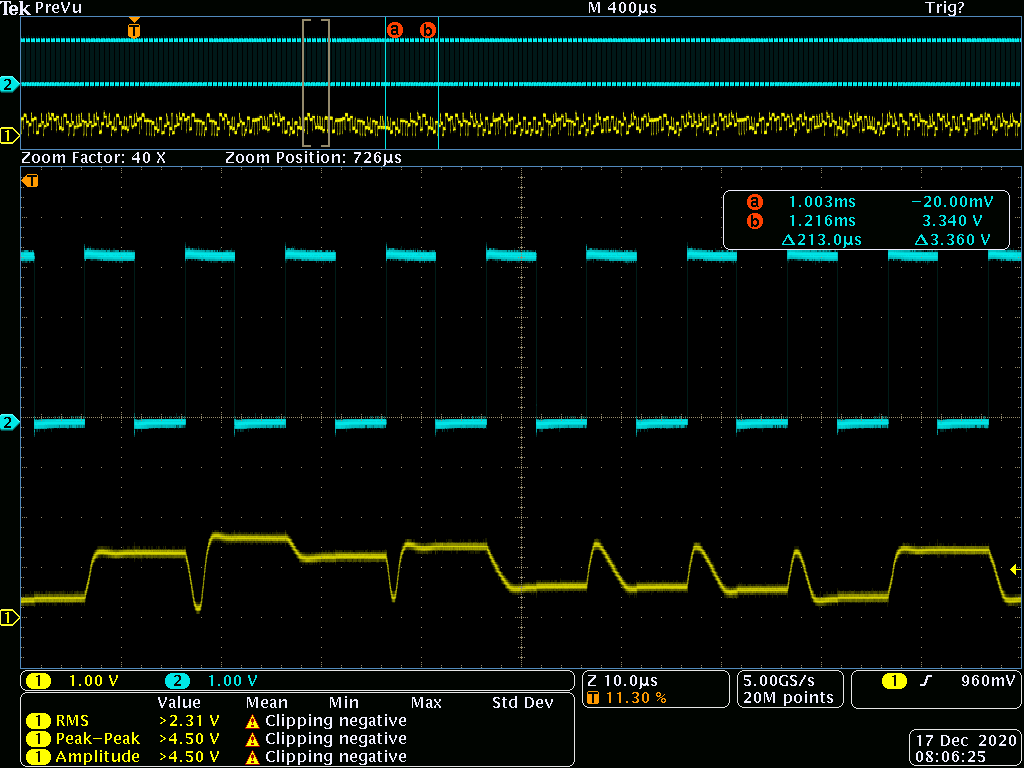 Tek PreVu M 400µs Trig?
T a b
2
1
Zoom Factor: 40 X Zoom Position: 726µs
T
a 1.003ms −20.00mV
b 1.216ms 3.340 V
Δ213.0µs Δ3.360 V
2
1
1 1.00 V 2 1.00 V Z 10.0µs 5.00GS/s 1 960mV
T 11.30 % 20M points
Value Mean Min Max Std Dev
1 RMS >2.31 V Clipping negative
1 Peak−Peak >4.50 V Clipping negative
1 Amplitude >4.50 V Clipping negative
17 Dec 2020
08:06:25